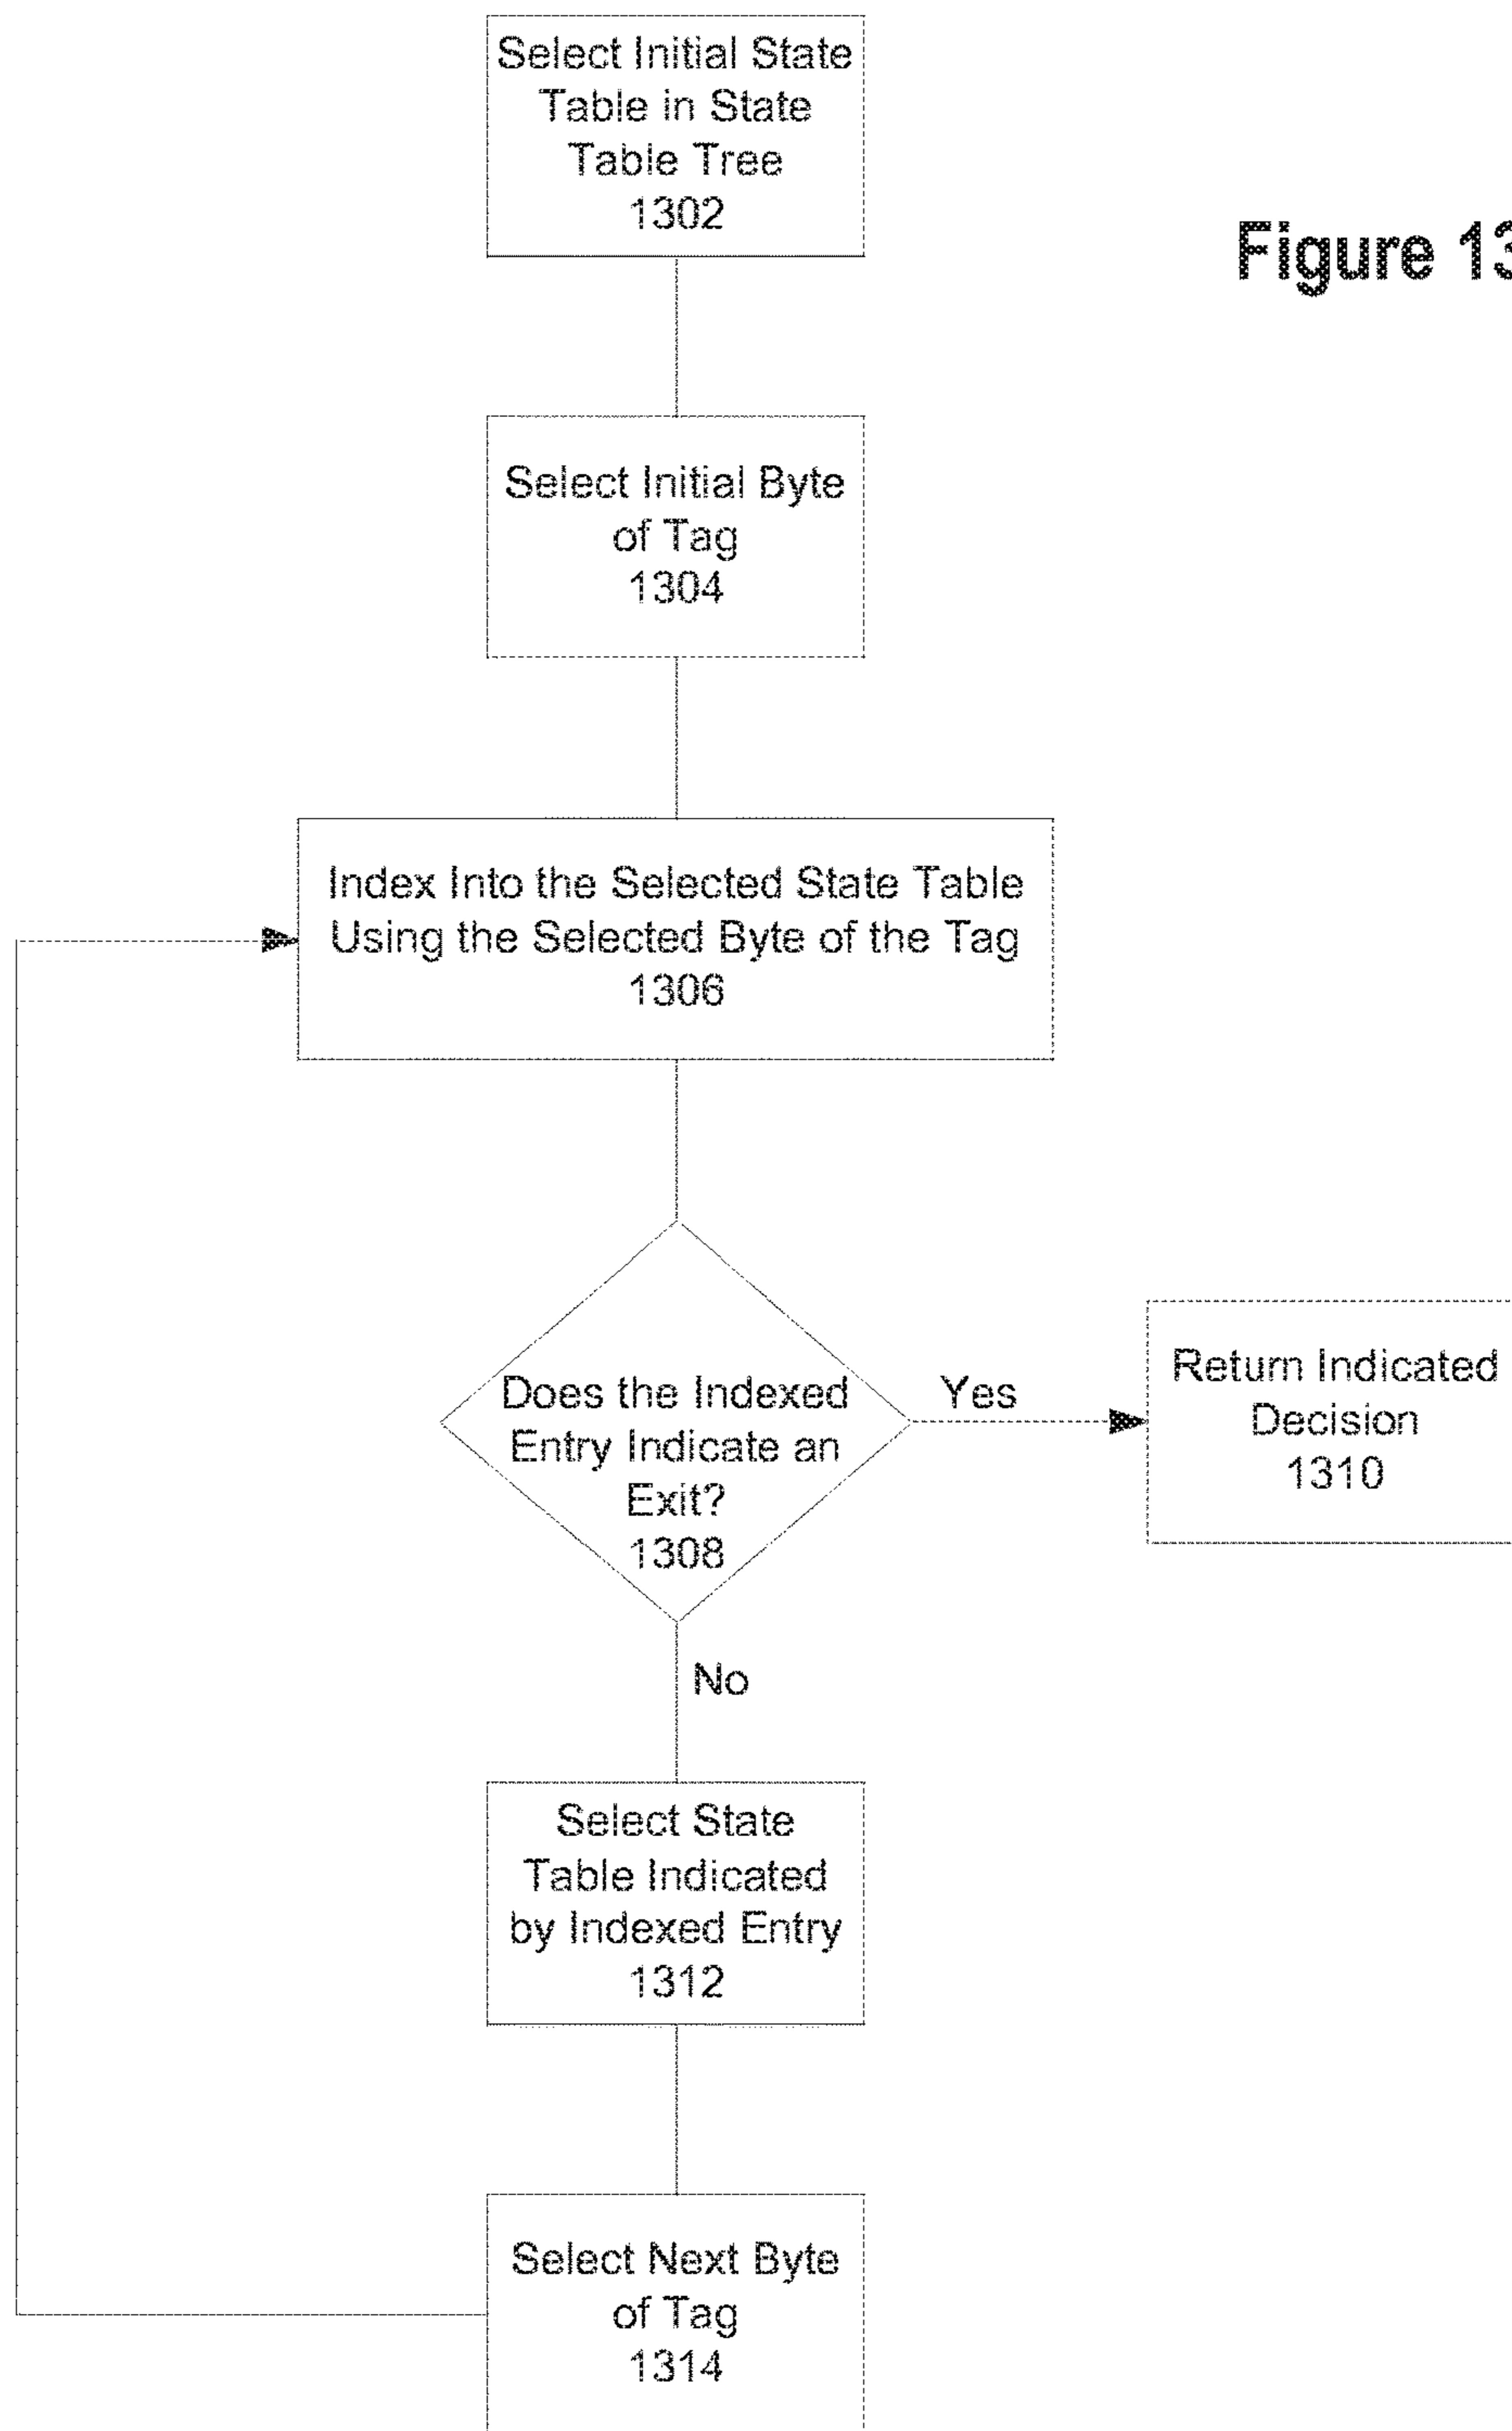 Select Initial State
Table in State
Table Tree
1302
Figure 13
Select Initial Byte
of Tag
1304
Index Into the Selected State Table
Using the Selected Byte of the Tag
1306
Does the Indexed
Entry Indicate an
Exit?
1308
Yes
Return Indicated
Decision
1310
No
Select State
Table Indicated
by Indexed Entry
1312
Select Next Byte
of Tag
1314